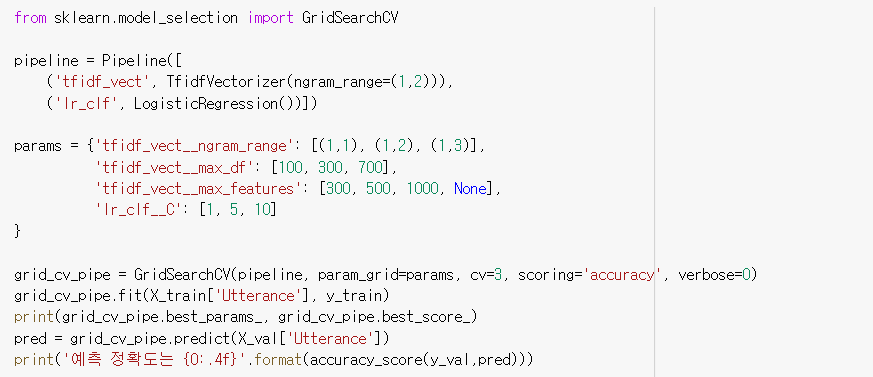 from sklearn.model_selection import GridSearchCV
pipeline = Pipeline([
    ('tfidf_vect', TfidfVectorizer(ngram_range=(1,2))),
    ('lr_clf', LogisticRegression())])
params = {'tfidf_vect__ngram_range': [(1,1), (1,2), (1,3)],
          'tfidf_vect__max_df': [100, 300, 700],
          'tfidf_vect__max_features': [300, 500, 1000, None],
          'lr_clf__C': [1, 5, 10]
}
grid_cv_pipe = GridSearchCV(pipeline, param_grid=params, cv=3, scoring='accuracy', verbose=0)
grid_cv_pipe.fit(X_train['Utterance'], y_train)
print(grid_cv_pipe.best_params_, grid_cv_pipe.best_score_)
pred = grid_cv_pipe.predict(X_val['Utterance'])
print('예측 정확도는 {0:.4f}'.format(accuracy_score(y_val,pred)))